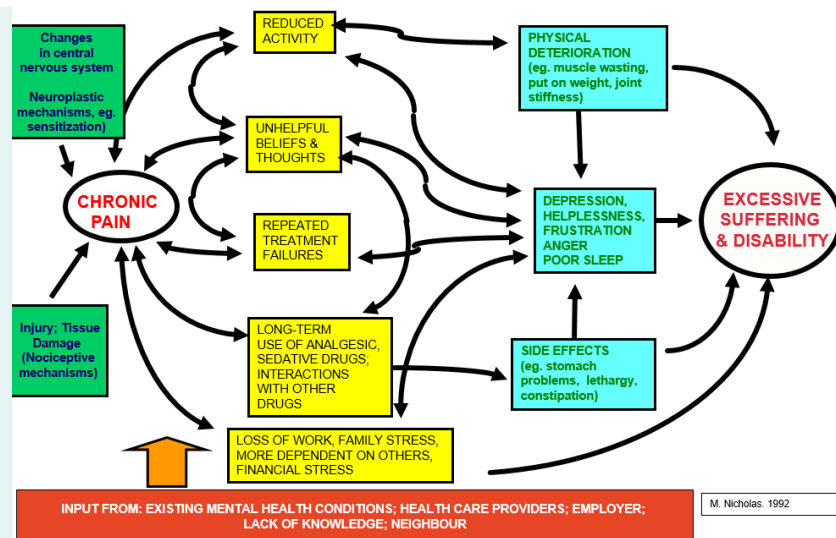 Changes
in central
nervous system
Neuroplastic
mechanisms, eg.
sensitization)
CHRONIC
PAIN
Injury; Tissue
Damage
(Nociceptive
mechanisms)
REDUCED
ACTIVITY
UNHELPFUL
BELIEFS &
THOUGHTS
REPEATED
TREATMENT
FAILURES
LONG-TERM
USE OF ANALGESIC,
SEDATIVE DRUGS;
INTERACTIONS
WITH OTHER
DRUGS
LOSS OF WORK, FAMILY STRESS,
MORE DEPENDENT ON OTHERS,
FINANCIAL STRESS
PHYSICAL
DETERIORATION
(eg. muscle wasting,
put on weight, joint
stiffness)
DEPRESSION,
HELPLESSNESS,
FRUSTRATION
ANGER
POOR SLEEP
SIDE EFFECTS
(eg. stomach
problems, lethargy,
constipation)
EXCESSIVE
SUFFERING
& DISABILITY
INPUT FROM: EXISTING MENTAL HEALTH CONDITIONS; HEALTH CARE PROVIDERS; EMPLOYER;
LACK OF KNOWLEDGE; NEIGHBOUR
M. Nicholas. 1992